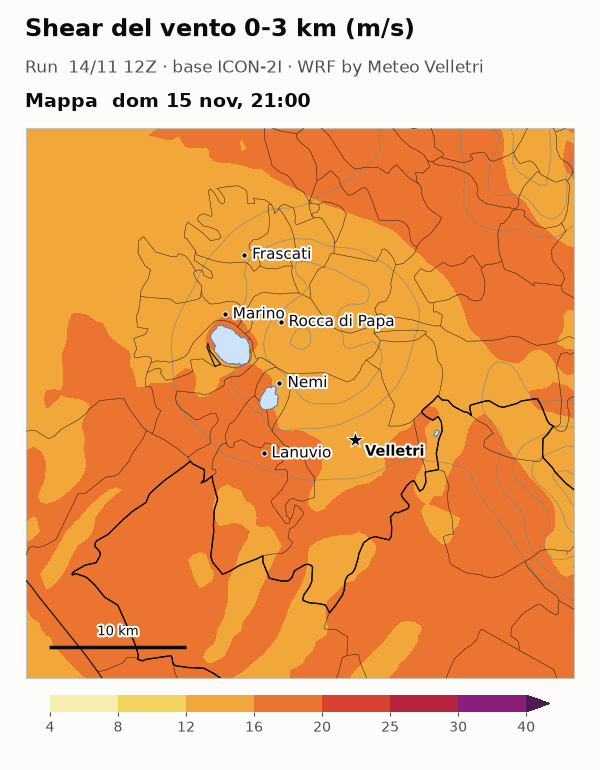 Shear del vento 0-3 km (m/s)
Run 14/11 12Z · base ICON-2I · WRF by Meteo Velletri
Mappa dom 15 nov, 21:00
Frascati
Marino
Rocca di Papa
Nemi
Velletri
Lanuvio
10 km
4 8 12 16 20 25 30 40